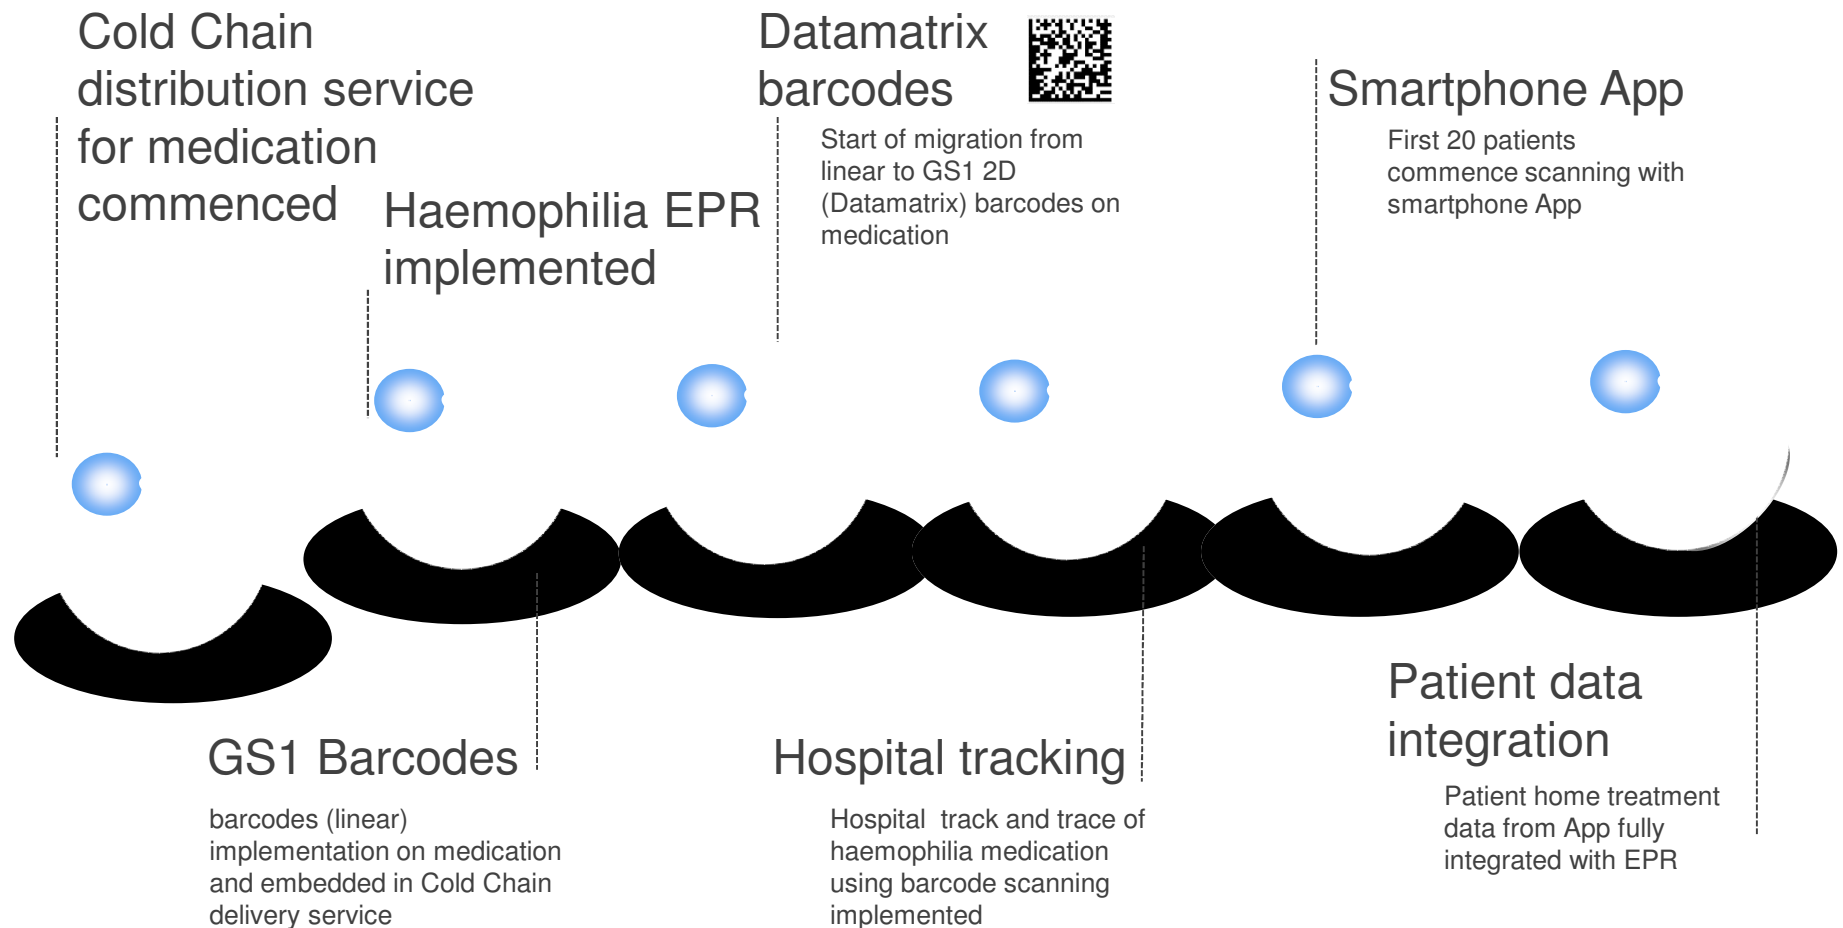 Cold Chain
distribution service
for medication
commenced
Haemophilia EPR
implemented
Datamatrix
barcodes
Start of migration from
linear to GS1 2D
(Datamatrix) barcodes on
medication
Smartphone App
First 20 patients
commence scanning with
smartphone App
GS1 Barcodes
barcodes (linear)
implementation on medication
and embedded in Cold Chain
delivery service
Hospital tracking
Hospital  track and trace of
haemophilia medication
using barcode scanning
implemented
Patient data
integration
Patient home treatment
data from App fully
integrated with EPR